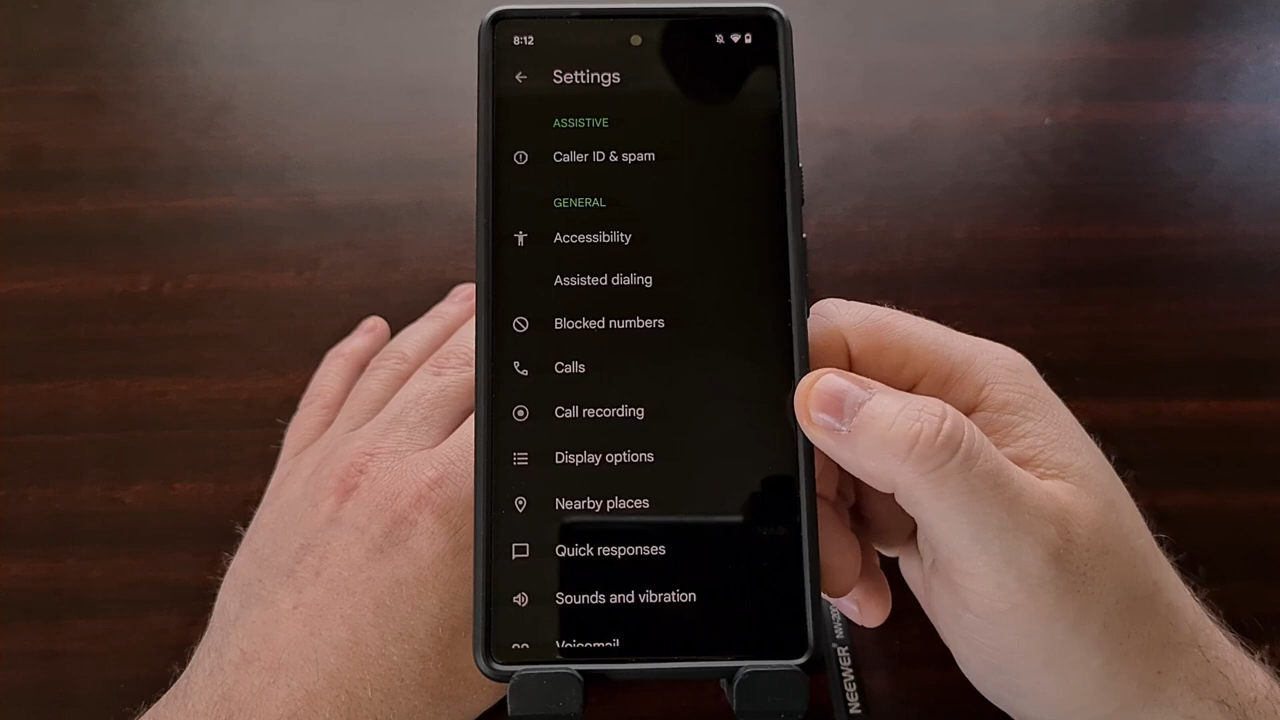 8:12
Settings
ASSISTIVE
Caller ID & spam
GENERAL
Accessibility
Assisted dialing
Blocked numbers
Calls
Call recording
Display options
Nearby places
Quick responses
Sounds and vibration
Voicemail
NEEWER®